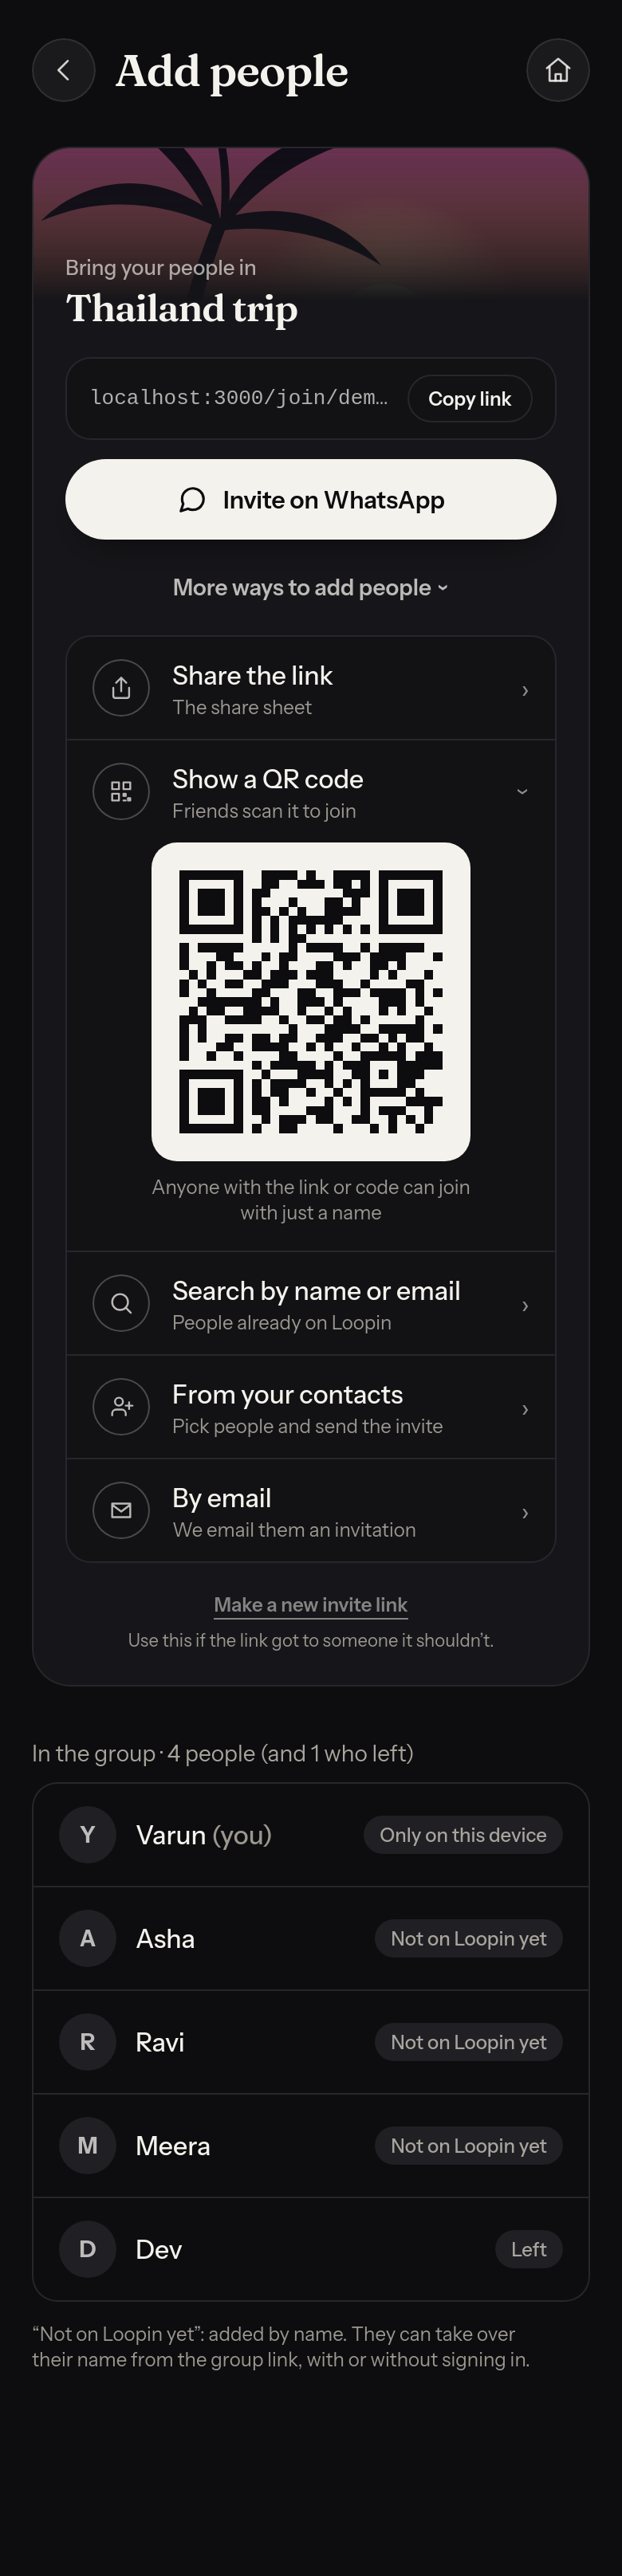 Add people
Bring your people in
Thailand trip
localhost:3000/join/dem…
Copy link
Invite on WhatsApp
More ways to add people
Share the link
The share sheet
Show a QR code
Friends scan it to join
Anyone with the link or code can join
with just a name
Search by name or email
People already on Loopin
From your contacts
Pick people and send the invite
By email
We email them an invitation
Make a new invite link
Use this if the link got to someone it shouldn’t.
In the group · 4 people (and 1 who left)
Y
Varun (you)
Only on this device
A
Asha
Not on Loopin yet
R
Ravi
Not on Loopin yet
M
Meera
Not on Loopin yet
D
Dev
Left
“Not on Loopin yet”: added by name. They can take over
their name from the group link, with or without signing in.